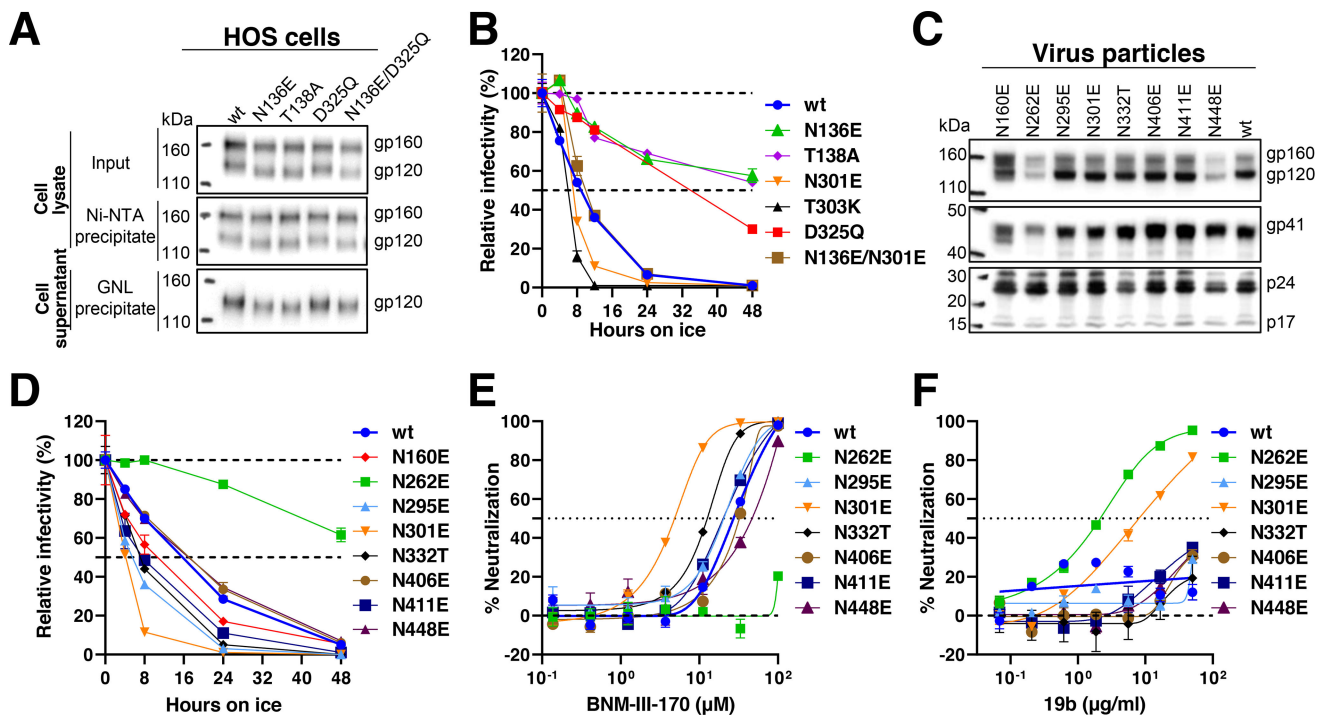 A
HOS cells
wt
N136E
T138A
D325Q
N136E/D325Q
kDa
Cell lysate
Input
160
110
gp160
gp120
Ni-NTA
precipitate
160
110
gp160
gp120
Cell supernatant
GNL
precipitate
160
110
gp120
B
Relative infectivity (%)
120
100
80
60
40
20
0
0 8 16 24 32 40 48
Hours on ice
wt
N136E
T138A
N301E
T303K
D325Q
N136E/N301E
C
Virus particles
N160E
N262E
N295E
N301E
N332T
N406E
N411E
N448E
wt
kDa
160
110
gp160
gp120
50
40
gp41
30
20
15
p24
p17
D
Relative infectivity (%)
120
100
80
60
40
20
0
0 8 16 24 32 40 48
Hours on ice
wt
N160E
N262E
N295E
N301E
N332T
N406E
N411E
N448E
E
% Neutralization
100
80
60
40
20
0
-20
10-1 100 101 102
BNM-III-170 (μM)
wt
N262E
N295E
N301E
N332T
N406E
N411E
N448E
F
% Neutralization
100
80
60
40
20
0
-20
10-1 100 101 102
19b (μg/ml)
wt
N262E
N295E
N301E
N332T
N406E
N411E
N448E